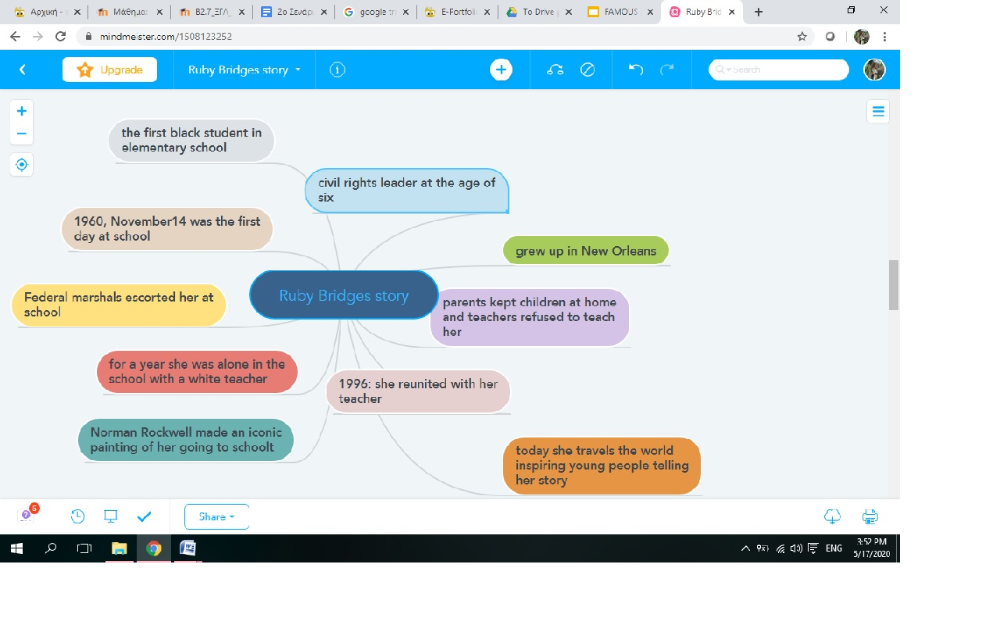 Αρχική -
Μάθημα:
B2.7_ΞΓΛ_
2ο Σενάρι
google tra
E-Portfoli
Το Drive
FAMOUS
Ruby Brid
mindmeister.com/1508123252
Upgrade
Ruby Bridges story
Search
the first black student in
elementary school
civil rights leader at the age of
six
1960, November14 was the first
day at school
grew up in New Orleans
Federal marshals escorted her at
school
Ruby Bridges story
parents kept children at home
and teachers refused to teach
her
for a year she was alone in the
school with a white teacher
1996: she reunited with her
teacher
Norman Rockwell made an iconic
painting of her going to schoolt
today she travels the world
inspiring young people telling
her story
5
Share
ENG
3:52 PM
5/17/2020